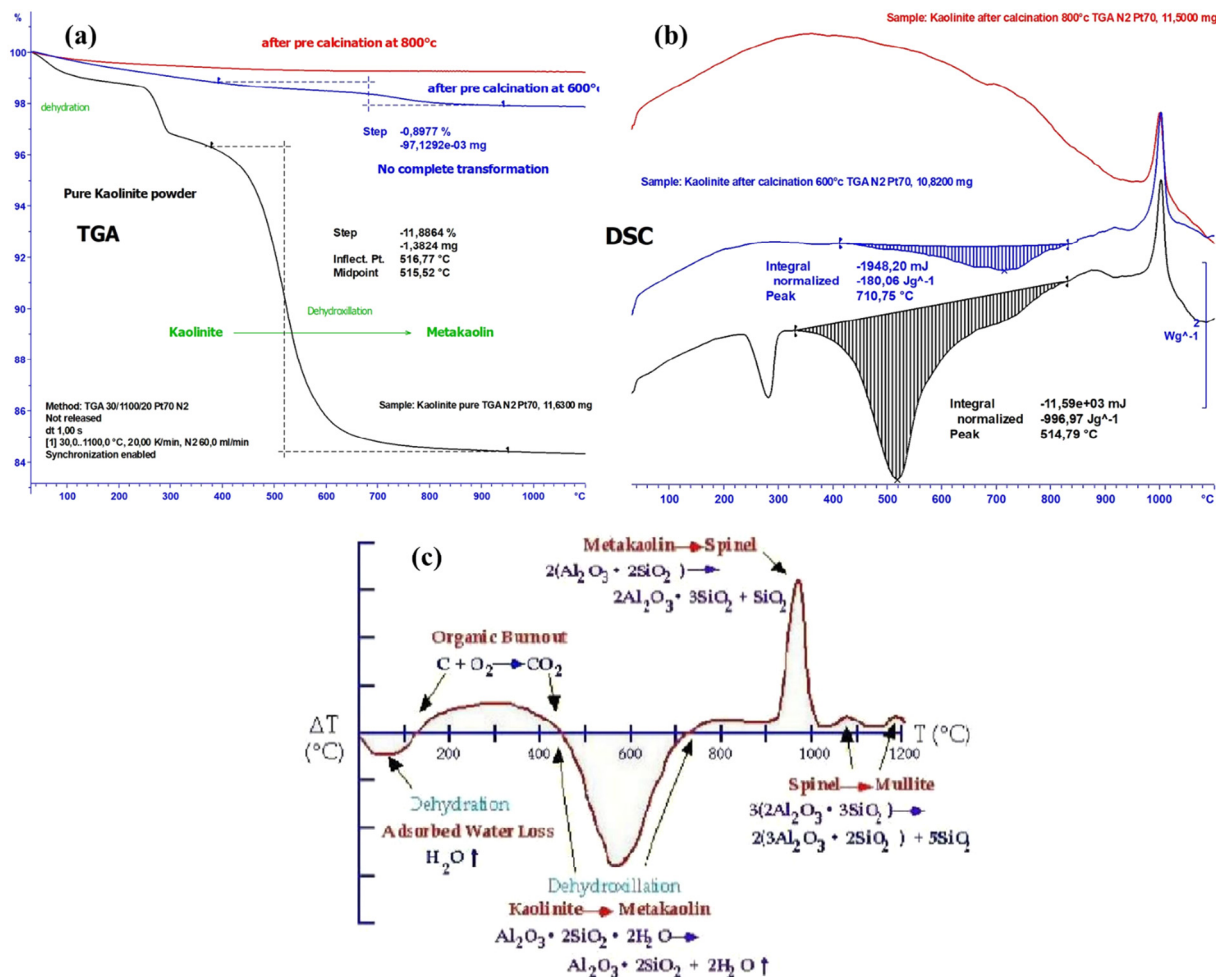 (a)
%
100
98
96
94
92
90
88
86
84
after pre calcination at 800°c
after pre calcination at 600°c
dehydration
Step -0,8977 %
-97,1292e-03 mg
No complete transformation
Pure Kaolinite powder
TGA
Step -11,8864 %
-1,3824 mg
Inflect. Pt. 516,77 °C
Midpoint 515,52 °C
Dehydroxillation
Kaolinite
Metakaolin
Method: TGA 30/1100/20 Pt70 N2
Not released
dt 1,00 s
[1] 30,0..1100,0 °C, 20,00 K/min, N2 60,0 ml/min
Synchronization enabled
Sample: Kaolinite pure TGA N2 Pt70, 11,6300 mg
100 200 300 400 500 600 700 800 900 1000 °C
(b)
Sample: Kaolinite after calcination 800°c TGA N2 Pt70, 11,5000 mg
Sample: Kaolinite after calcination 600°c TGA N2 Pt70, 10,8200 mg
DSC
Integral -1948,20 mJ
normalized -180,06 Jg^-1
Peak 710,75 °C
2
Wg^-1
Integral -11,59e+03 mJ
normalized -996,97 Jg^-1
Peak 514,79 °C
100 200 300 400 500 600 700 800 900 1000 °C
(c)
Metakaolin Spinel
2(Al2O3 • 2SiO2 )
2Al2O3 • 3SiO2 + SiO2
Organic Burnout
C + O2 CO2
ΔT
(°C)
200 400 600 800 1000 1200
T (°C)
Dehydration
Adsorbed Water Loss
H2O
Spinel Mullite
3(2Al2O3 • 3SiO2 )
2(3Al2O3 • 2SiO2 ) + 5SiO2
Dehydroxillation
Kaolinite Metakaolin
Al2O3 • 2SiO2 • 2H2O
Al2O3 • 2SiO2 + 2H2O